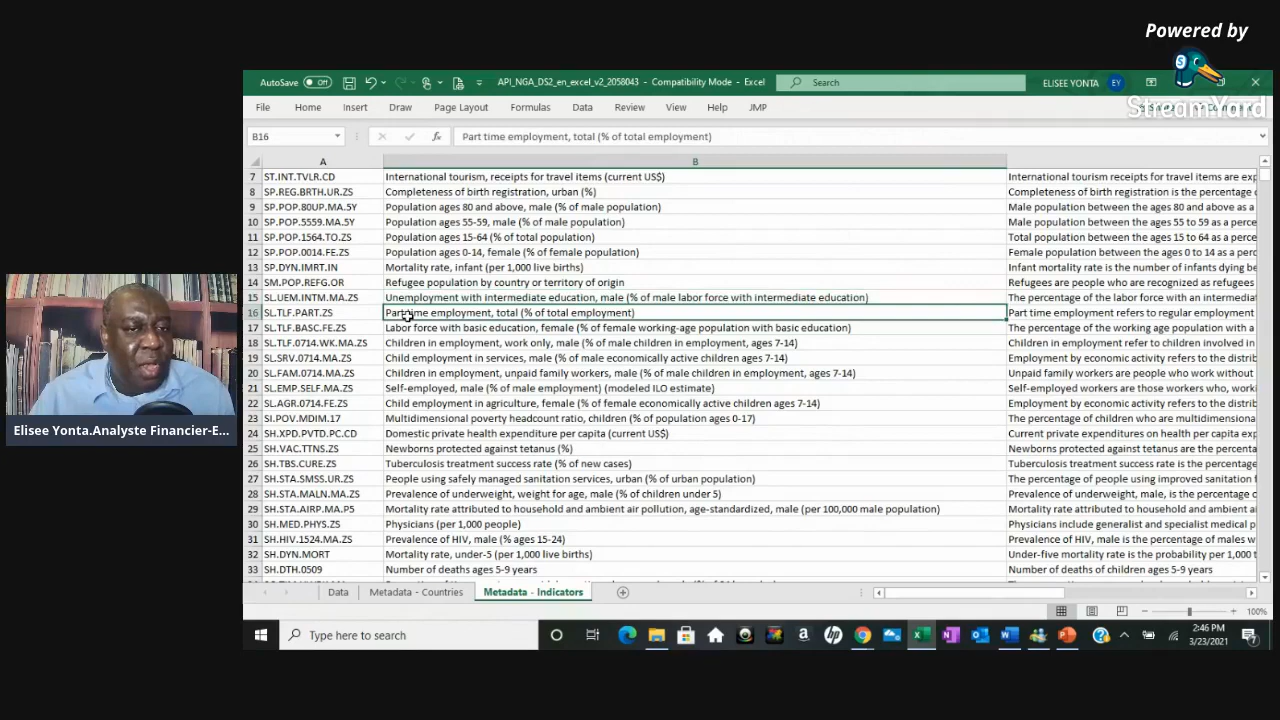 Powered by
StreamYard
AutoSave Off API_NGA_DS2_en_excel_v2_2058043 - Compatibility Mode - Excel Search ELISEE YONTA EY
File Home Insert Draw Page Layout Formulas Data Review View Help JMP
B16 fx Part time employment, total (% of total employment)
A B
7 ST.INT.TVLR.CD International tourism, receipts for travel items (current US$) International tourism receipts for travel items are exp
8 SP.REG.BRTH.UR.ZS Completeness of birth registration, urban (%) Completeness of birth registration is the percentage
9 SP.POP.80UP.MA.5Y Population ages 80 and above, male (% of male population) Male population between the ages 80 and above as a
10 SP.POP.5559.MA.5Y Population ages 55-59, male (% of male population) Male population between the ages 55 to 59 as a perce
11 SP.POP.1564.TO.ZS Population ages 15-64 (% of total population) Total population between the ages 15 to 64 as a perce
12 SP.POP.0014.FE.ZS Population ages 0-14, female (% of female population) Female population between the ages 0 to 14 as a perc
13 SP.DYN.IMRT.IN Mortality rate, infant (per 1,000 live births) Infant mortality rate is the number of infants dying be
14 SM.POP.REFG.OR Refugee population by country or territory of origin Refugees are people who are recognized as refugees
15 SL.UEM.INTM.MA.ZS Unemployment with intermediate education, male (% of male labor force with intermediate education) The percentage of the labor force with an intermediat
16 SL.TLF.PART.ZS Part time employment, total (% of total employment) Part time employment refers to regular employment
17 SL.TLF.BASC.FE.ZS Labor force with basic education, female (% of female working-age population with basic education) The percentage of the working age population with a
18 SL.TLF.0714.WK.MA.ZS Children in employment, work only, male (% of male children in employment, ages 7-14) Children in employment refer to children involved in
19 SL.SRV.0714.MA.ZS Child employment in services, male (% of male economically active children ages 7-14) Employment by economic activity refers to the distrib
20 SL.FAM.0714.MA.ZS Children in employment, unpaid family workers, male (% of male children in employment, ages 7-14) Unpaid family workers are people who work without
21 SL.EMP.SELF.MA.ZS Self-employed, male (% of male employment) (modeled ILO estimate) Self-employed workers are those workers who, worki
22 SL.AGR.0714.FE.ZS Child employment in agriculture, female (% of female economically active children ages 7-14) Employment by economic activity refers to the distrib
23 SI.POV.MDIM.17 Multidimensional poverty headcount ratio, children (% of population ages 0-17) The percentage of children who are multidimensional
24 SH.XPD.PVTD.PC.CD Domestic private health expenditure per capita (current US$) Current private expenditures on health per capita exp
25 SH.VAC.TTNS.ZS Newborns protected against tetanus (%) Newborns protected against tetanus are the percenta
26 SH.TBS.CURE.ZS Tuberculosis treatment success rate (% of new cases) Tuberculosis treatment success rate is the percentag
27 SH.STA.SMSS.UR.ZS People using safely managed sanitation services, urban (% of urban population) The percentage of people using improved sanitation
28 SH.STA.MALN.MA.ZS Prevalence of underweight, weight for age, male (% of children under 5) Prevalence of underweight, male, is the percentage o
29 SH.STA.AIRP.MA.P5 Mortality rate attributed to household and ambient air pollution, age-standardized, male (per 100,000 male population) Mortality rate attributed to household and ambient ai
30 SH.MED.PHYS.ZS Physicians (per 1,000 people) Physicians include generalist and specialist medical p
31 SH.HIV.1524.MA.ZS Prevalence of HIV, male (% ages 15-24) Prevalence of HIV, male is the percentage of males w
32 SH.DYN.MORT Mortality rate, under-5 (per 1,000 live births) Under-five mortality rate is the probability per 1,000 t
33 SH.DTH.0509 Number of deaths ages 5-9 years Number of deaths of children ages 5-9 years
Elisee Yonta.Analyste Financier-E...
Data Metadata - Countries Metadata - Indicators
100%
Type here to search
2:46 PM
3/23/2021